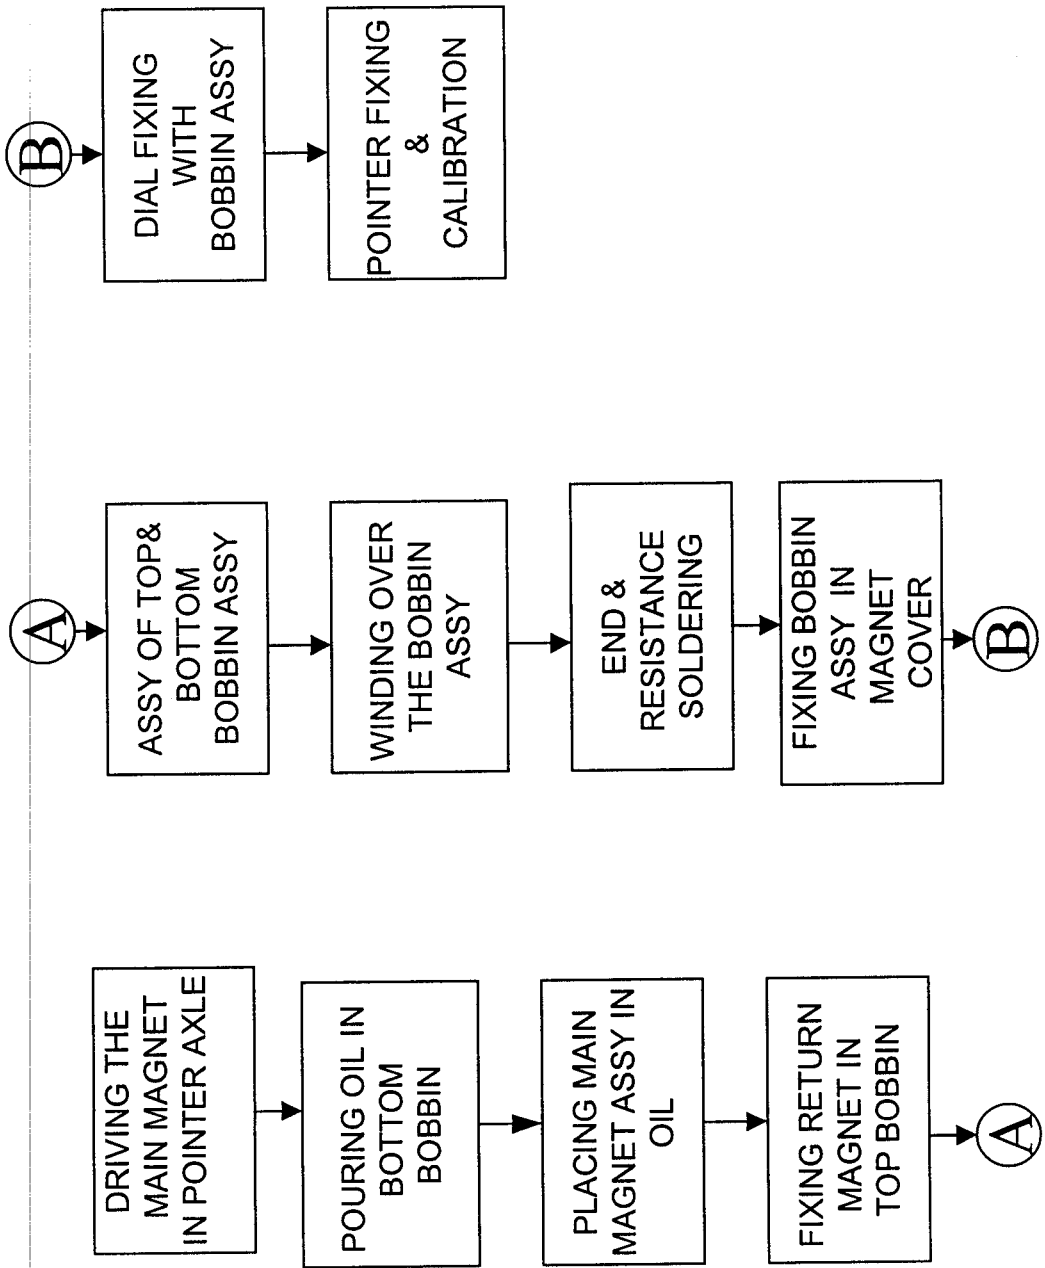 DRIVING THE
MAIN MAGNET
IN POINTER AXLE
POURING OIL IN
BOTTOM
BOBBIN
PLACING MAIN
MAGNET ASSY IN
OIL
FIXING RETURN
MAGNET IN
TOP BOBBIN
A
A
ASSY OF TOP&
BOTTOM
BOBBIN ASSY
WINDING OVER
THE BOBBIN
ASSY
END &
RESISTANCE
SOLDERING
FIXING BOBBIN
ASSY IN
MAGNET
COVER
B
B
DIAL FIXING
WITH
BOBBIN ASSY
POINTER FIXING
&
CALIBRATION